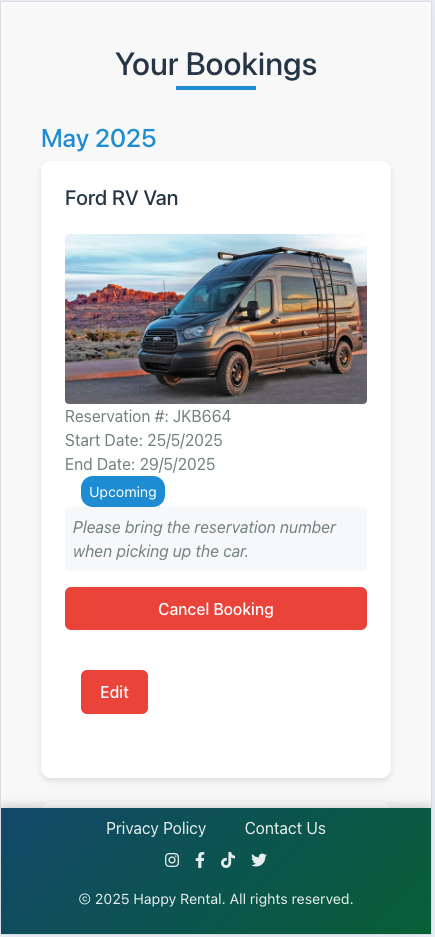 Your Bookings
May 2025
Ford RV Van
Reservation #: JKB664
Start Date: 25/5/2025
End Date: 29/5/2025
Upcoming
Please bring the reservation number
when picking up the car.
Cancel Booking
Edit
Privacy Policy Contact Us
© 2025 Happy Rental. All rights reserved.